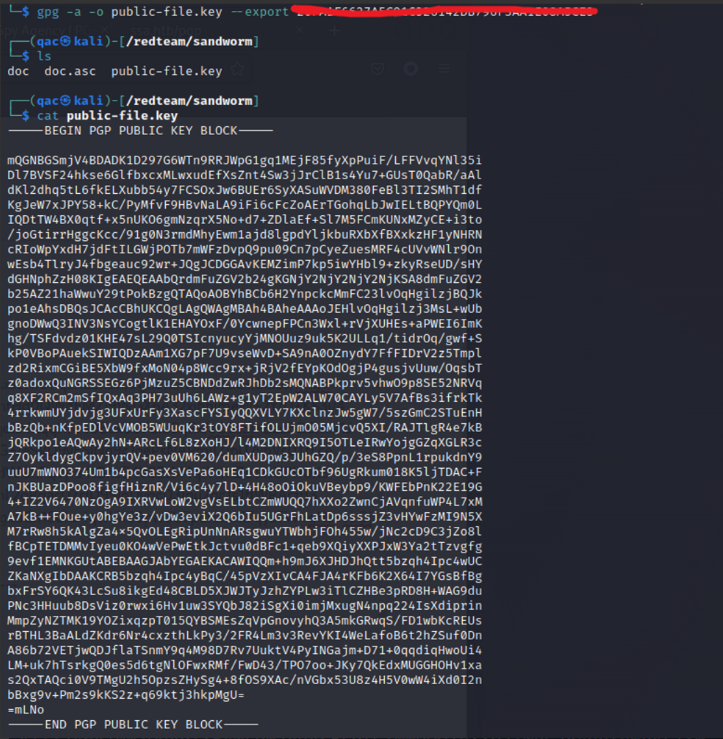 └─$ gpg -a -o public-file.key --export
┌──(qac㉿kali)-[/redteam/sandworm]
└─$ ls
doc  doc.asc  public-file.key
┌──(qac㉿kali)-[/redteam/sandworm]
└─$ cat public-file.key
-----BEGIN PGP PUBLIC KEY BLOCK-----
mQGNBGSmjV4BDADK1D297G6WTn9RRJWpG1gq1MEjF85fyXpPuiF/LFFVvqYNl35i
Dl7BVSF24hkse6GlfbxcxMLwxudEfXsZnt4Sw3jJrClB1s4Yu7+GUsT0QabR/aAl
dKl2dhq5tL6fkELXubb54y7FCSOxJw6BUEr6SyXASuWVDM380FeBl3TI2SMhT1df
KgJeW7xJPY58+kC/PyMfvF9HBvNaLA9iFi6cFcZoAErTGohqLbJwIELtBQPYQm0L
IQDtTW4BX0qtf+x5nUKO6gmNzqrX5No+d7+ZDlaEf+Sl7M5FCmKUNxMZyCE+i3to
/joGtirrHggcKcc/91g0N3rmdMhyEwm1ajd8lgpdYljkbuRXbXfBXxkzHF1yNHRN
cRIoWpYxdH7jdFtILGWjPOTb7mWFzDvpQ9pu09Cn7pCyeZuesMRF4cUVvWNlr9On
wEsb4TlryJ4fbgeauc92wr+JQgJCDGGAvKEMZimP7kp5iwYHbl9+zkyRseUD/sHY
dGHNphZzH08KIgEAEQEAAbQrdmFuZGV2b24gKGNjY2NjY2NjY2NjKSA8dmFuZGV2
b25AZ21haWwuY29tPokBzgQTAQoAOBYhBCb6H2YnpckcMmFC23lvOqHgilzjBQJk
po1eAhsDBQsJCAcCBhUKCQgLAgQWAgMBAh4BAheAAAoJEHlvOqHgilzj3MsL+wUb
gnoDWwQ3INV3NsYCogtlK1EHAYOxF/0YcwnepFPCn3Wxl+rVjXUHEs+aPWEI6ImK
hg/TSFdvdz01KHE47sL29Q0TSIcnyucyYjMNOUuz9uk5K2ULLq1/tidrOq/gwf+S
kP0VBoPAuekSIWIQDzAAm1XG7pF7U9vseWvD+SA9nA0OZnydY7FfFIDrV2z5Tmpl
zd2RixmCGiBE5XbW9fxMoN04p8Wcc9rx+jRjV2fEYpKOdOgjP4gusjvUuw/OqsbT
z0adoxQuNGRSSEGz6PjMzuZ5CBNDdZwRJhDb2sMQNABPkprv5vhwO9p8SE52NRVq
q8XF2RCm2mSfIQxAq3PH73uUh6LAWz+g1yT2EpW2ALW70CAYLy5V7AfBs3ifrkTk
4rrkwmUYjdvjg3UFxUrFy3XascFYSIyQQXVLY7KXclnzJw5gW7/5szGmC2STuEnH
bBzQb+nKfpEDlVcVMOB5WUuqKr3tOY8FTifOLUjmO05MjcvQ5XI/RAJTlgR4e7kB
jQRkpo1eAQwAy2hN+ARcLf6L8zXoHJ/l4M2DNIXRQ9I5OTLeIRwYojgGZqXGLR3c
Z7OykldygCkpvjyrQV+pev0VM620/dumXUDpw3JUhGZQ/p/3eS8PpnL1rpukdnY9
uuU7mWNO374Um1b4pcGasXsVePa6oHEq1CDkGUcOTbf96UgRkum018K5ljTDAC+F
nJKBUazDPoo8figfHiznR/Vi6c4y7lD+4H48oOiOkuVBeybp9/KWFEbPnK22E19G
4+IZ2V6470NzOgA9IXRVwLoW2vgVsELbtCZmWUQQ7hXXo2ZwnCjAVqnfuWP4L7xM
A7kB++FOue+y0hgYe3z/vDw3eviX2Q6bIu5UGrFhLatDp6sssjZ3vHYwFzMI9N5X
M7rRw8h5kAlgZa4×5QvOLEgRipUnNnARsgwuYTWbhjFOh455w/jNc2cD9C3jZo8l
fBCpTETDMMvIyeu0KO4wVePwEtkJctvu0dBFc1+qeb9XQiyXXPJxW3Ya2tTzvgfg
9evf1EMNKGUtABEBAAGJAbYEGAEKACAWIQQm+h9mJ6XJHDJhQtt5bzqh4Ipc4wUC
ZKaNXgIbDAAKCRB5bzqh4Ipc4yBqC/45pVzXIvCA4FJA4rKFb6K2X64I7YGsBfBg
bxFrSY6QK43LcSu8ikgEd48CBLD5XJWJTyJzhZYPLw3iTlCZHBe3pRD8H+WAG9du
PNc3HHuub8DsViz0rwxi6Hv1uw3SYQbJ82iSgXi0imjMxugN4npq224IsXdiprin
MmpZyNZTMK19YOZixqzpT015QYBSMEsZqVpGnovyhQ3A5mkGRwqS/FD1wbKcREUs
rBTHL3BaALdZKdr6Nr4cxzthLkPy3/2FR4Lm3v3RevYKI4WeLafoB6t2hZSuf0Dn
A86b72VETjwQDJflaTSnmY9q4M98D7Rv7UuktV4PyINGajm+D71+0qqdiqHwoUi4
LM+uk7hTsrkgQ0es5d6tgNlOFwxRMf/FwD43/TPO7oo+JKy7QkEdxMUGGHOHv1xa
s2QxTAQci0V9TMgU2h5OpzsZHySg4+8fOS9XAc/nVGbx53U8z4H5V0wW4iXd0I2n
bBxg9v+Pm2s9kKS2z+q69ktj3hkpMgU=
=mLNo
-----END PGP PUBLIC KEY BLOCK-----